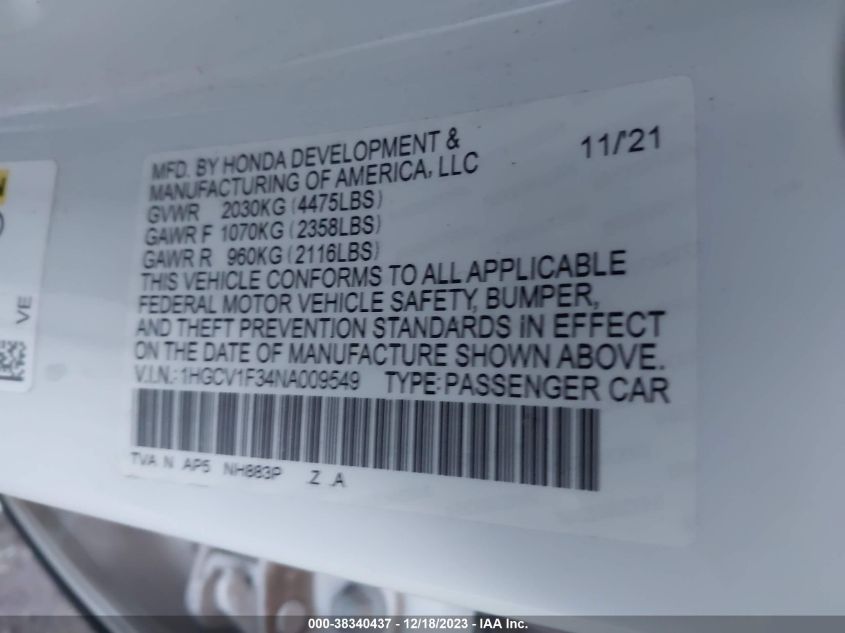 MFD. BY HONDA DEVELOPMENT & 11/'21
MANUFACTURING OF AMERICA, LLC
GVWR 2030KG (4475LBS)
GAWR F 1070KG (2358LBS)
GAWR R 960KG (2116LBS)
THIS VEHICLE CONFORMS TO ALL APPLICABLE
FEDERAL MOTOR VEHICLE SAFETY, BUMPER,
AND THEFT PREVENTION STANDARDS IN EFFECT
ON THE DATE OF MANUFACTURE SHOWN ABOVE.
V.I.N.: 1HGCV1F34NA009549 TYPE: PASSENGER CAR
TVA N AP5 NH883P Z .A
VE
000-38340437 - 12/18/2023 - IAA Inc.